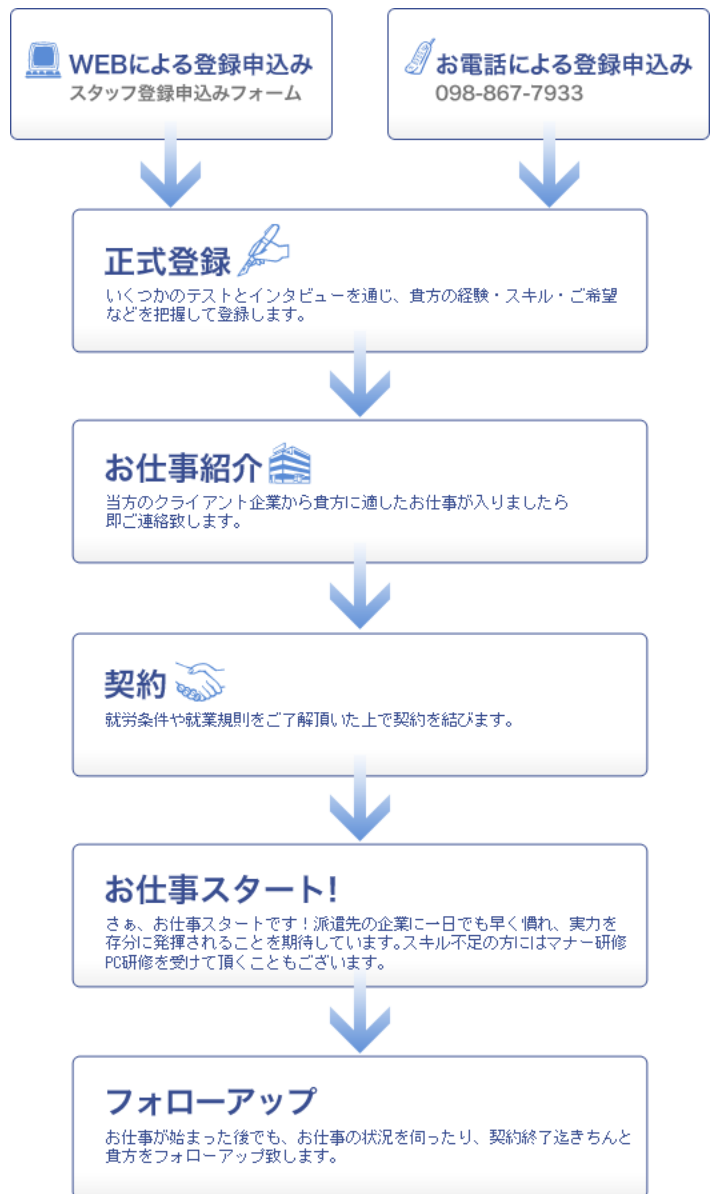 WEBによる登録申込み
スタッフ登録申込みフォーム
お電話による登録申込み
098-867-7933
正式登録
いくつかのテストとインタビューを通じ、貴方の経験・スキル・ご希望
などを把握して登録します。
お仕事紹介
当方のクライアント企業から貴方に適したお仕事が入りましたら
即ご連絡致します。
契約
就労条件や就業規則をご了解頂いた上で契約を結びます。
お仕事スタート!
さぁ、お仕事スタートです!派遣先の企業に一日でも早く慣れ、実力を
存分に発揮されることを期待しています。スキル不足の方にはマナー研修
PC研修を受けて頂くこともございます。
フォローアップ
お仕事が始まった後でも、お仕事の状況を伺ったり、契約終了迄きちんと
貴方をフォローアップ致します。